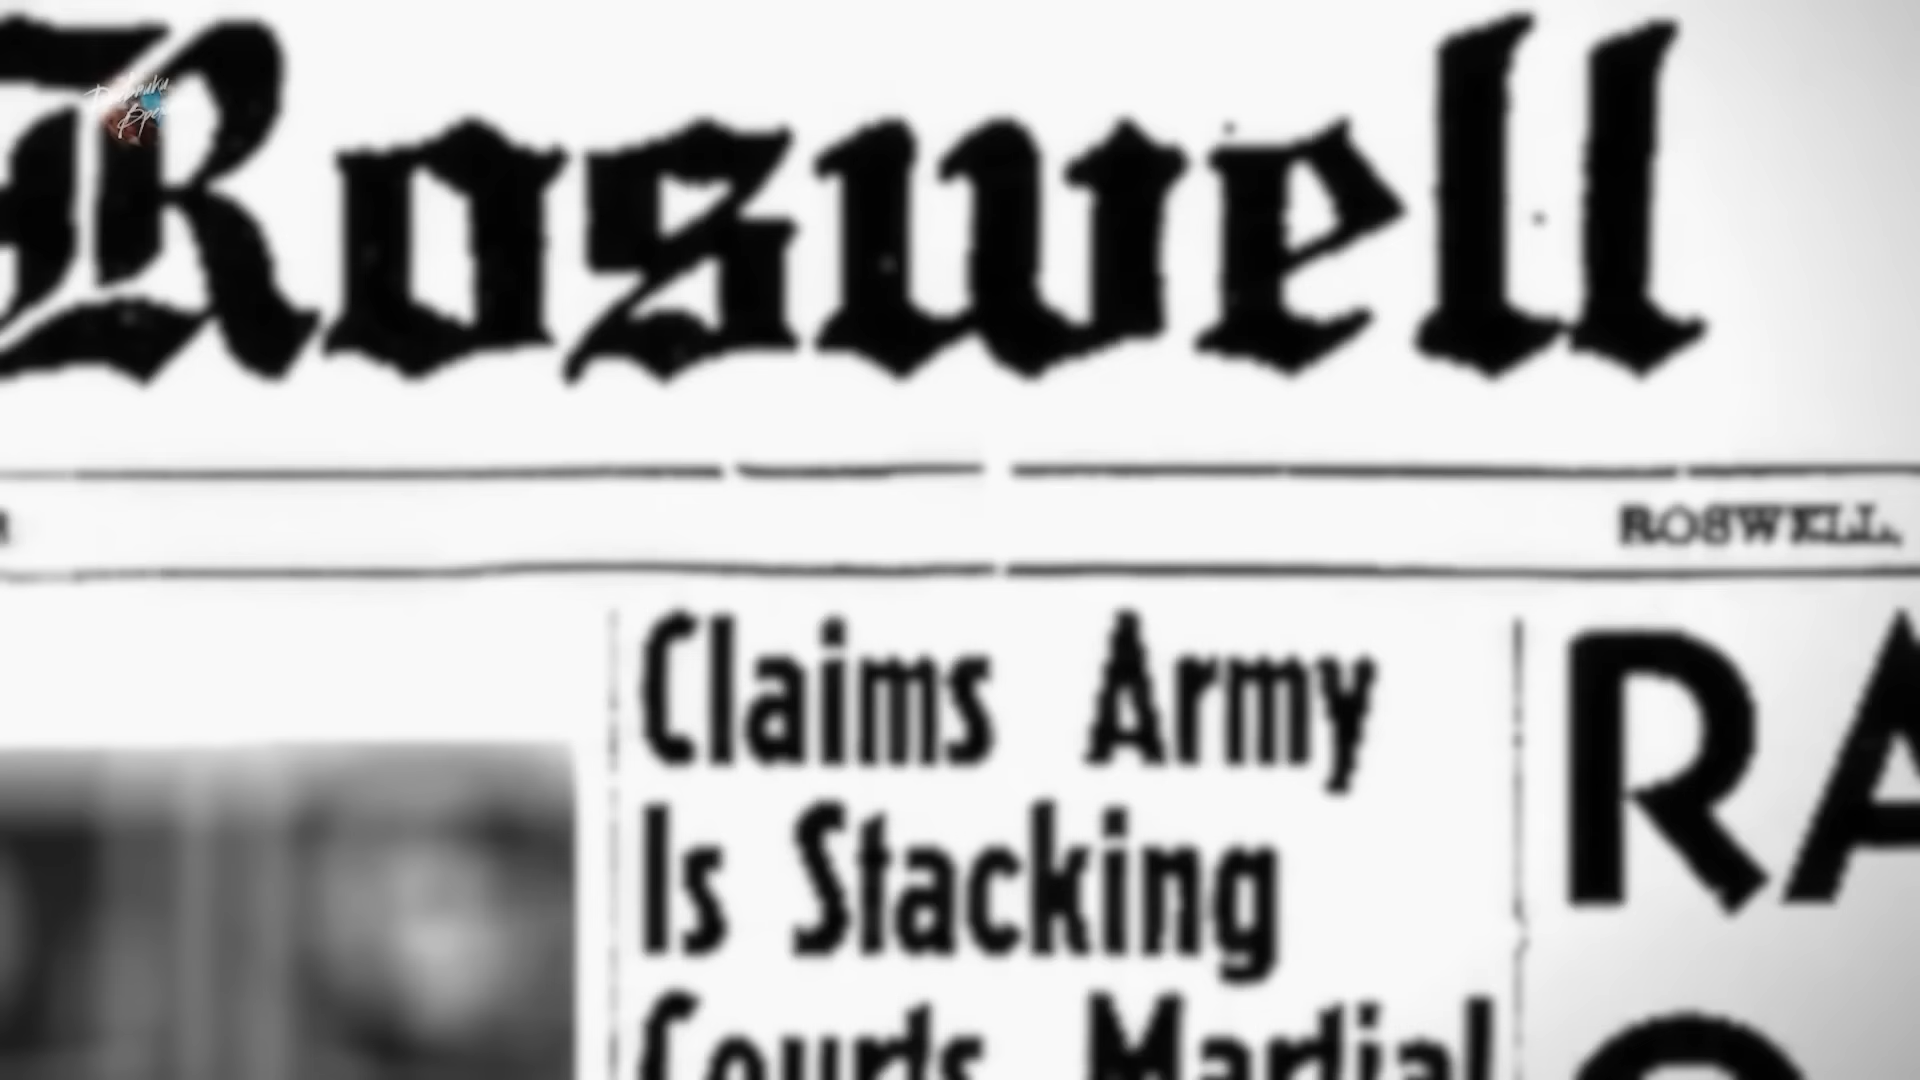 Roswell
ROSWELL,
Claims Army
Is Stacking
Courts Martial
RA